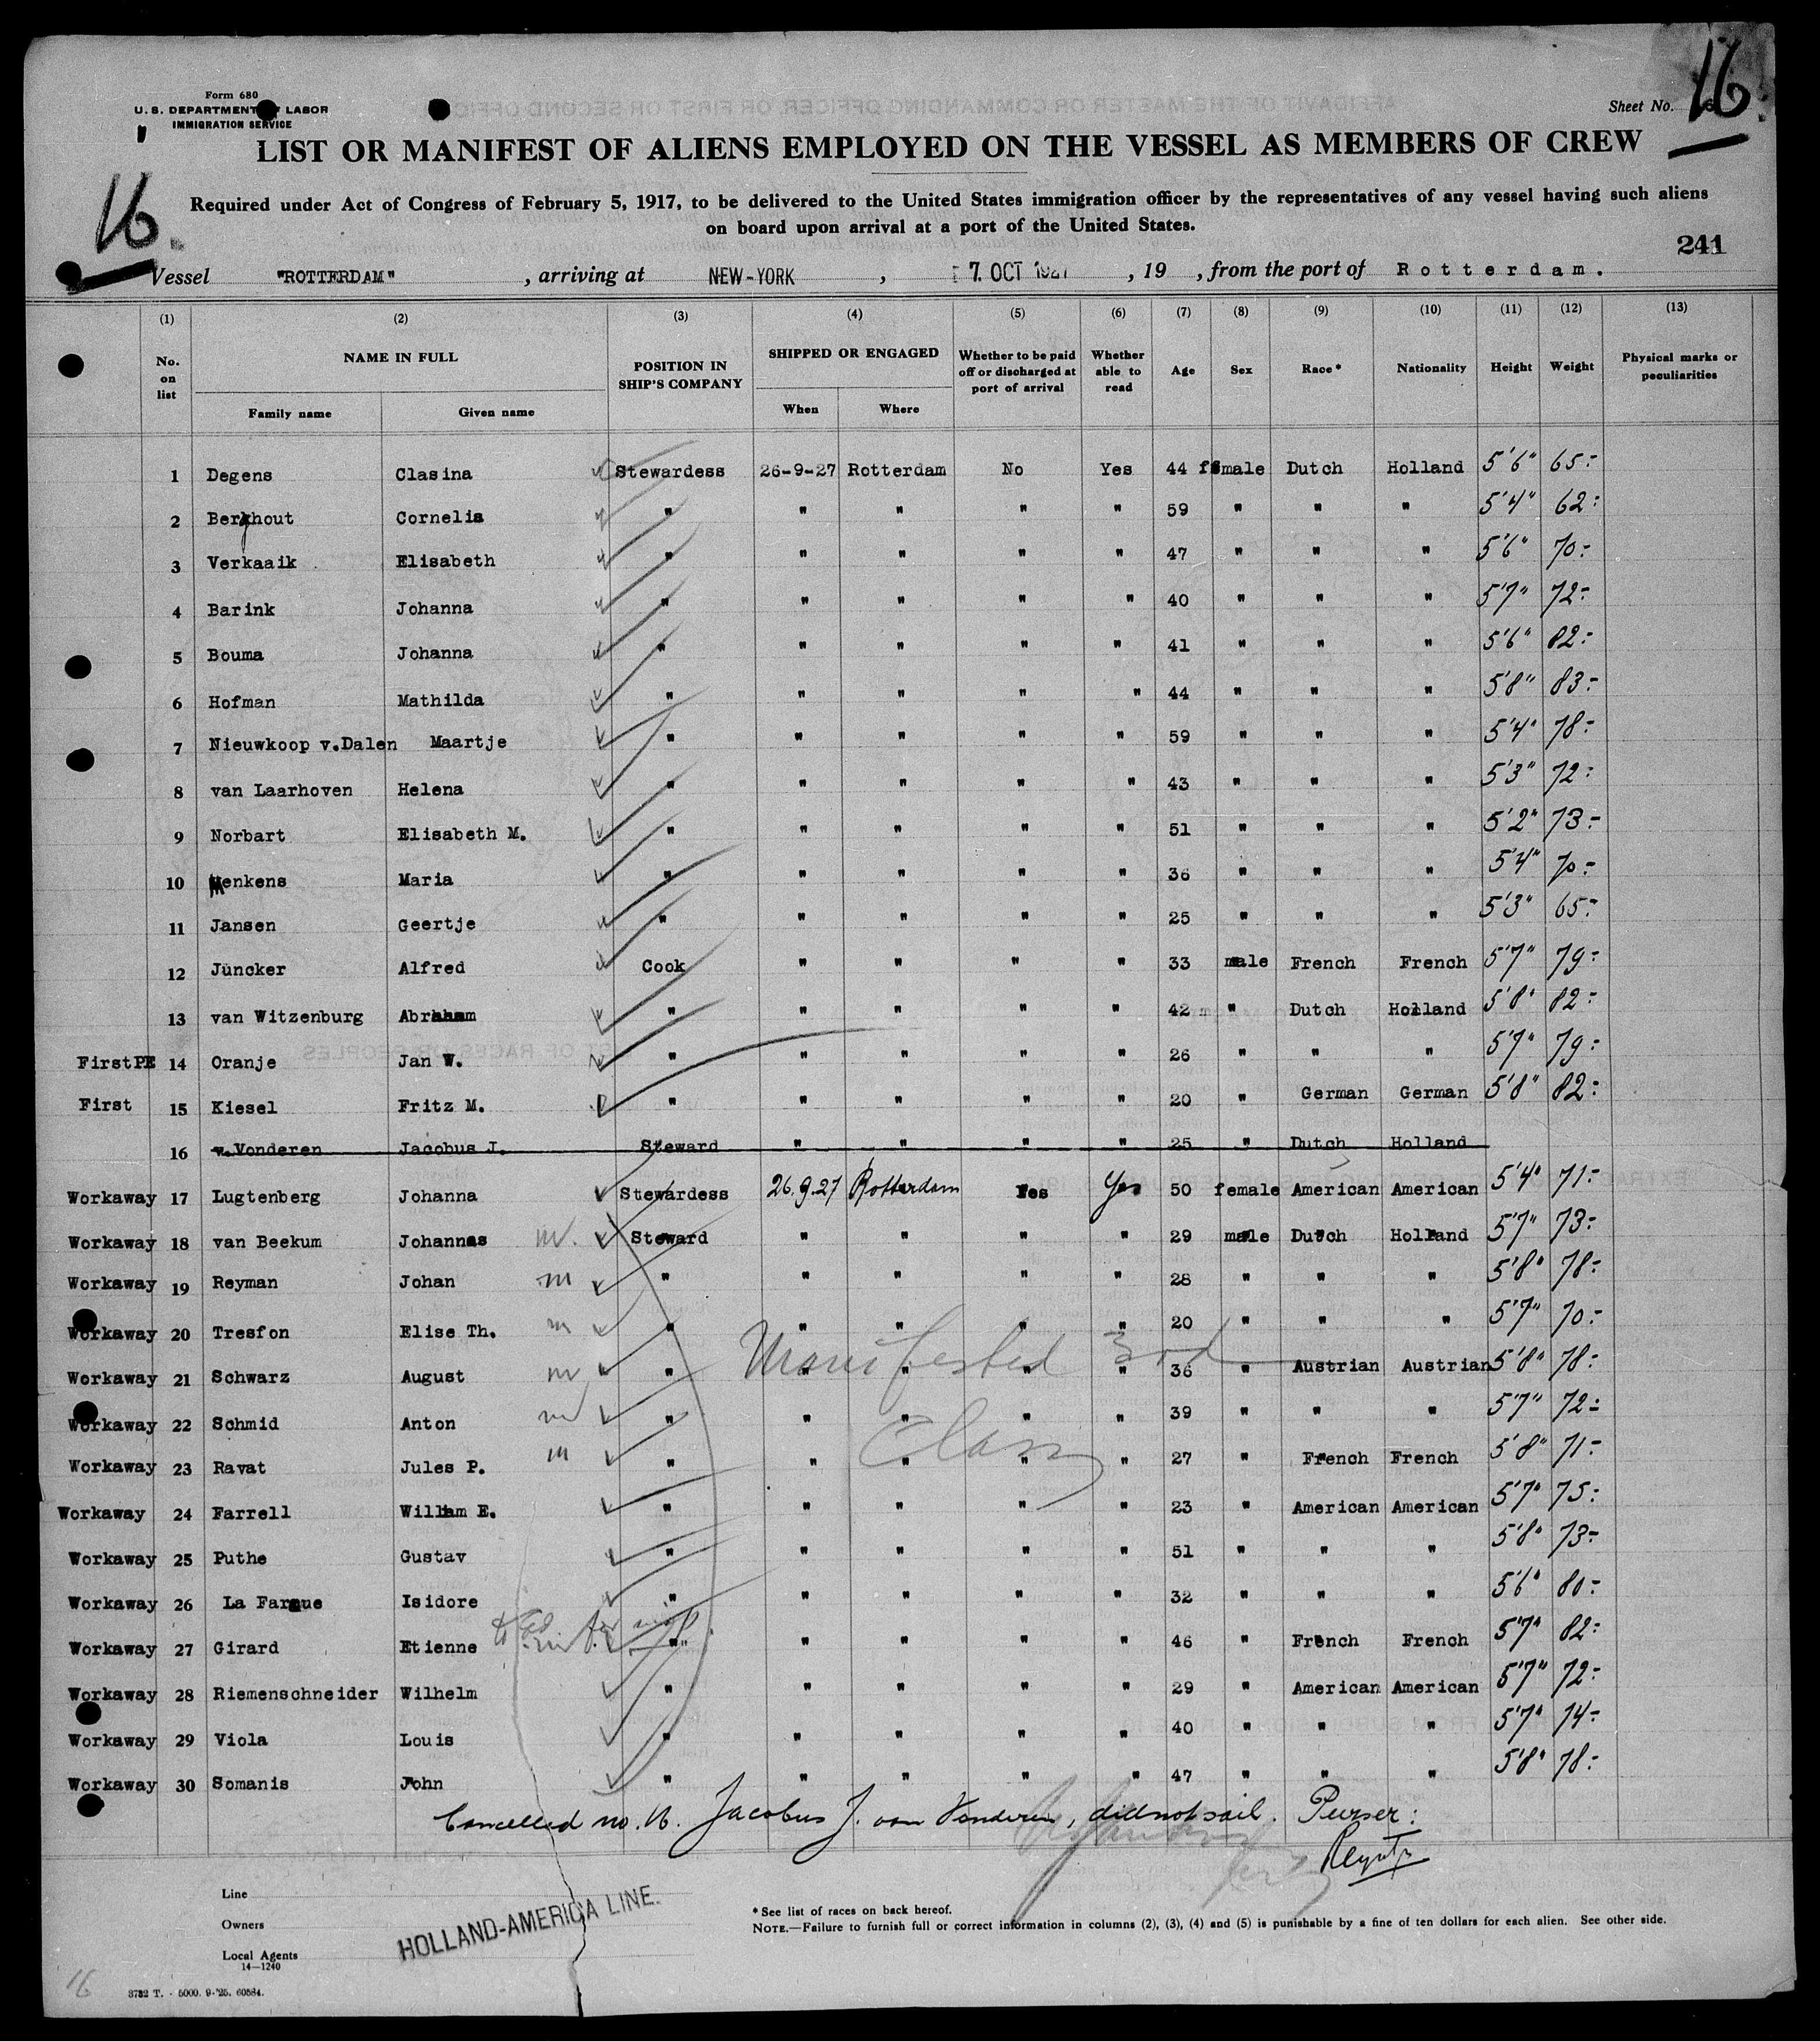 Form 680
U. S. DEPARTMENT OF LABOR
IMMIGRATION SERVICE
Sheet No. 16
LIST OR MANIFEST OF ALIENS EMPLOYED ON THE VESSEL AS MEMBERS OF CREW
16.
Required under Act of Congress of February 5, 1917, to be delivered to the United States immigration officer by the representatives of any vessel having such aliens
on board upon arrival at a port of the United States.
241
Vessel "ROTTERDAM" , arriving at NEW-YORK , 7. OCT 1927 , 19 , from the port of Rotterdam.
(1) (2) (3) (4) (5) (6) (7) (8) (9) (10) (11) (12) (13)
No. on list NAME IN FULL POSITION IN SHIP'S COMPANY SHIPPED OR ENGAGED Whether to be paid off or discharged at port of arrival Whether able to read Age Sex Race* Nationality Height Weight Physical marks or peculiarities
Family name Given name When Where
1 Degens Clasina Stewardess 26-9-27 Rotterdam No Yes 44 female Dutch Holland 5'6" 65:-
2 Berghout Cornelia " " " " " 59 " " " 5'4" 62:
3 Verkaaik Elisabeth " " " " " 47 " " " 5'6" 70:-
4 Barink Johanna " " " " " 40 " " " 5'7" 72:-
5 Bouma Johanna " " " " " 41 " " " 5'6" 82:-
6 Hofman Mathilda " " " " " 44 " " " 5'8" 83:-
7 Nieuwkoop v.Dalen Maartje " " " " " 59 " " " 5'4" 78:-
8 van Laarhoven Helena " " " " " 43 " " " 5'3" 72:
9 Norbart Elisabeth M. " " " " " 51 " " " 5'2" 73:-
10 Menkens Maria " " " " " 36 " " " 5'4" 70:-
11 Jansen Geertje " " " " " 25 " " " 5'3" 65:-
12 Jüncker Alfred Cook " " " " 33 male French French 5'7" 79:-
13 van Witzenburg Abraham " " " " " 42 " Dutch Holland 5'8" 82:-
First PE 14 Oranje Jan W. " " " " " 26 " " " 5'7" 79:-
First 15 Kiesel Fritz M. " " " " " 20 " German German 5'8" 82:-
16 v.Vonderen Jacobus J. Steward " " " " 25 " Dutch Holland
Workaway 17 Lugtenberg Johanna Stewardess 26.9.27 Rotterdam Yes Yes 50 female American American 5'4" 71:-
Workaway 18 van Beekum Johannes m. Steward " " " " 29 male Dutch Holland 5'7" 73:-
Workaway 19 Reyman Johan m " " " " " 28 " " " 5'8" 78:-
Workaway 20 Tresfon Elise Th. m " " " " " 20 " " " 5'7" 70:-
Workaway 21 Schwarz August m " " " " " 36 " Austrian Austrian 5'8" 78:-
Manifested 3rd
Class
Workaway 22 Schmid Anton m " " " " " 39 " " " 5'7" 72:-
Workaway 23 Ravat Jules P. m " " " " " 27 " French French 5'8" 71:-
Workaway 24 Farrell William E. " " " " " 23 " American American 5'7" 75:-
Workaway 25 Puthe Gustav " " " " " 51 " " " 5'8" 73:-
Workaway 26 La Fargue Isidore " " " " " 32 " " " 5'6" 80:-
Workaway 27 Girard Etienne " " " " " 46 " French French 5'7" 82:-
Workaway 28 Riemenschneider Wilhelm " " " " " 29 " American American 5'7" 72:-
Workaway 29 Viola Louis " " " " " 40 " " " 5'7" 74:-
Workaway 30 Somanis John " " " " " 47 " " " 5'8" 78:-
Cancelled no. 16. Jacobus J. van Vonderen, did not sail. Purser:
Line
Owners
HOLLAND-AMERICA LINE.
Local Agents
14—1240
*See list of races on back hereof.
NOTE.—Failure to furnish full or correct information in columns (2), (3), (4) and (5) is punishable by a fine of ten dollars for each alien. See other side.
16
3732 T. - 5000. 9-'25. 60584.